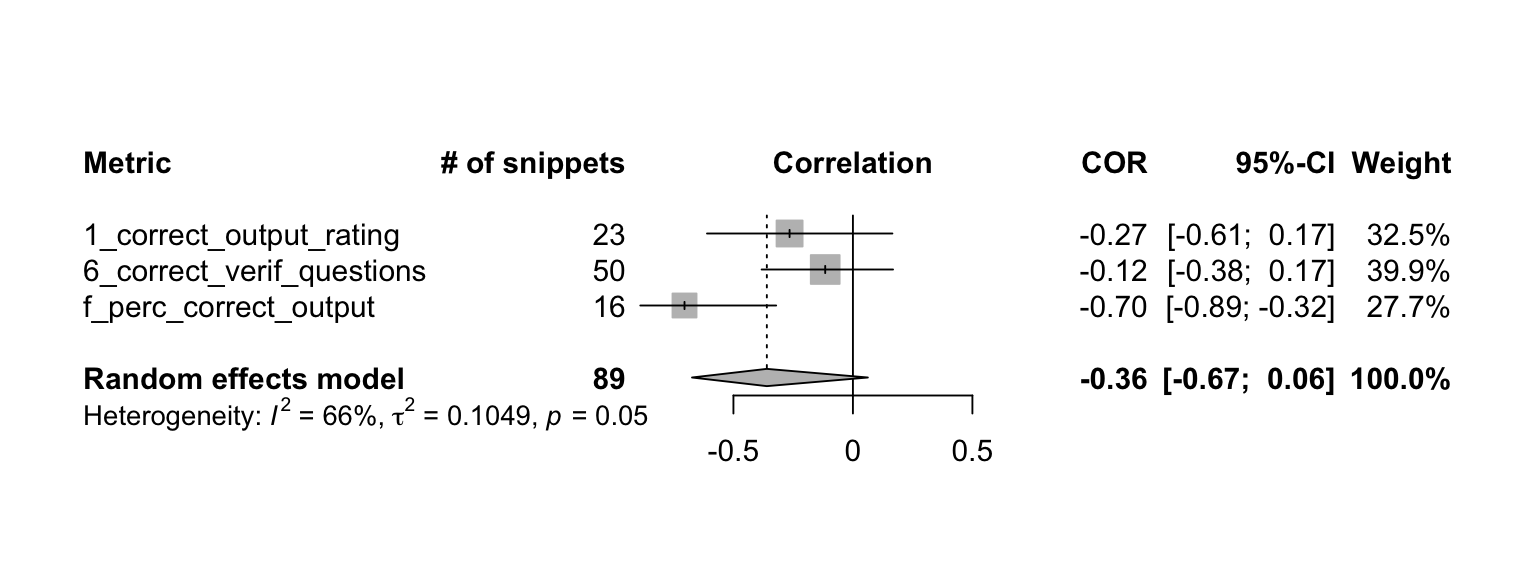 Metric # of snippets Correlation COR 95%-CI Weight
1_correct_output_rating 23 -0.27 [-0.61; 0.17] 32.5%
6_correct_verif_questions 50 -0.12 [-0.38; 0.17] 39.9%
f_perc_correct_output 16 -0.70 [-0.89; -0.32] 27.7%
Random effects model 89 -0.36 [-0.67; 0.06] 100.0%
Heterogeneity: I² = 66%, τ² = 0.1049, p = 0.05
-0.5 0 0.5